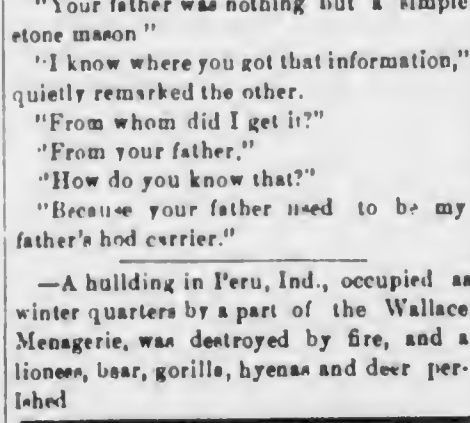 "Your father was nothing but a simple
stone mason"
"I know where you got that information,"
quietly remarked the other.
"From whom did I get it?"
"From your father."
"How do you know that?"
"Because your father used to be my
father's hod carrier."
—A building in Peru, Ind., occupied as
winter quarters by a part of the Wallace
Menagerie, was destroyed by fire, and a
lioness, bear, gorilla, hyenas and deer per-
ished